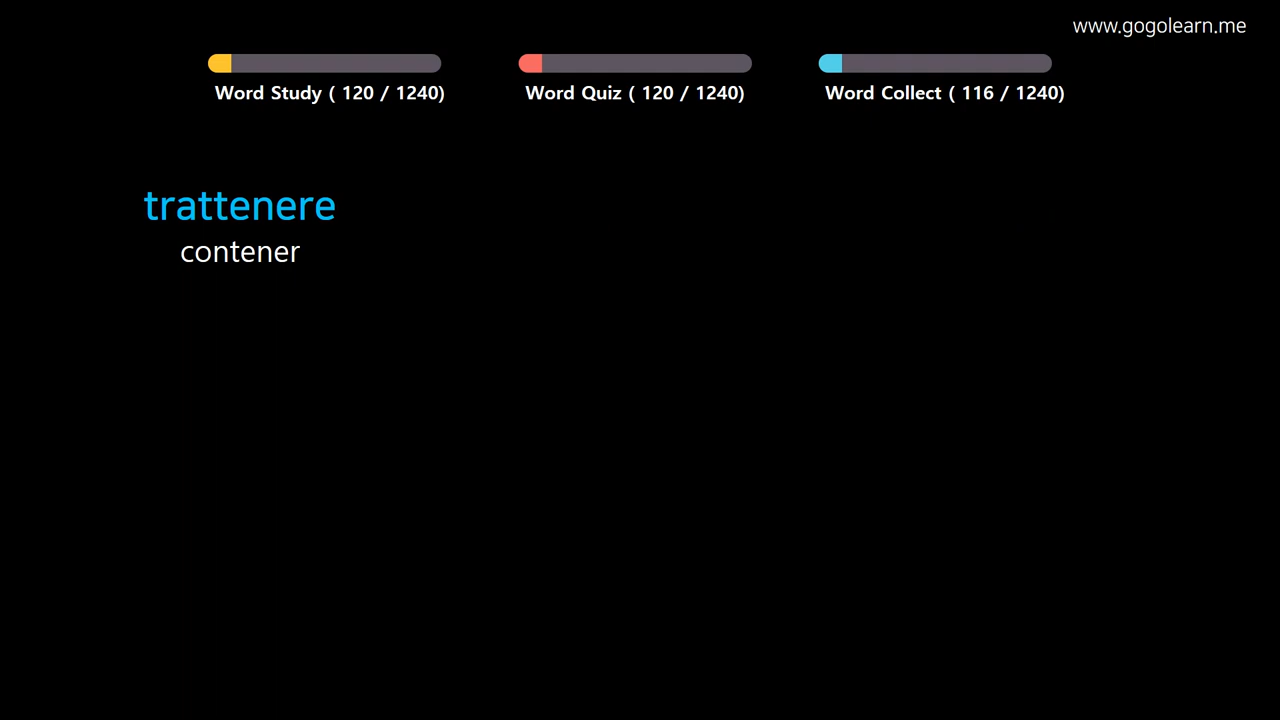 www.gogolearn.me
Word Study ( 120 / 1240)
Word Quiz ( 120 / 1240)
Word Collect ( 116 / 1240)
trattenere
contener